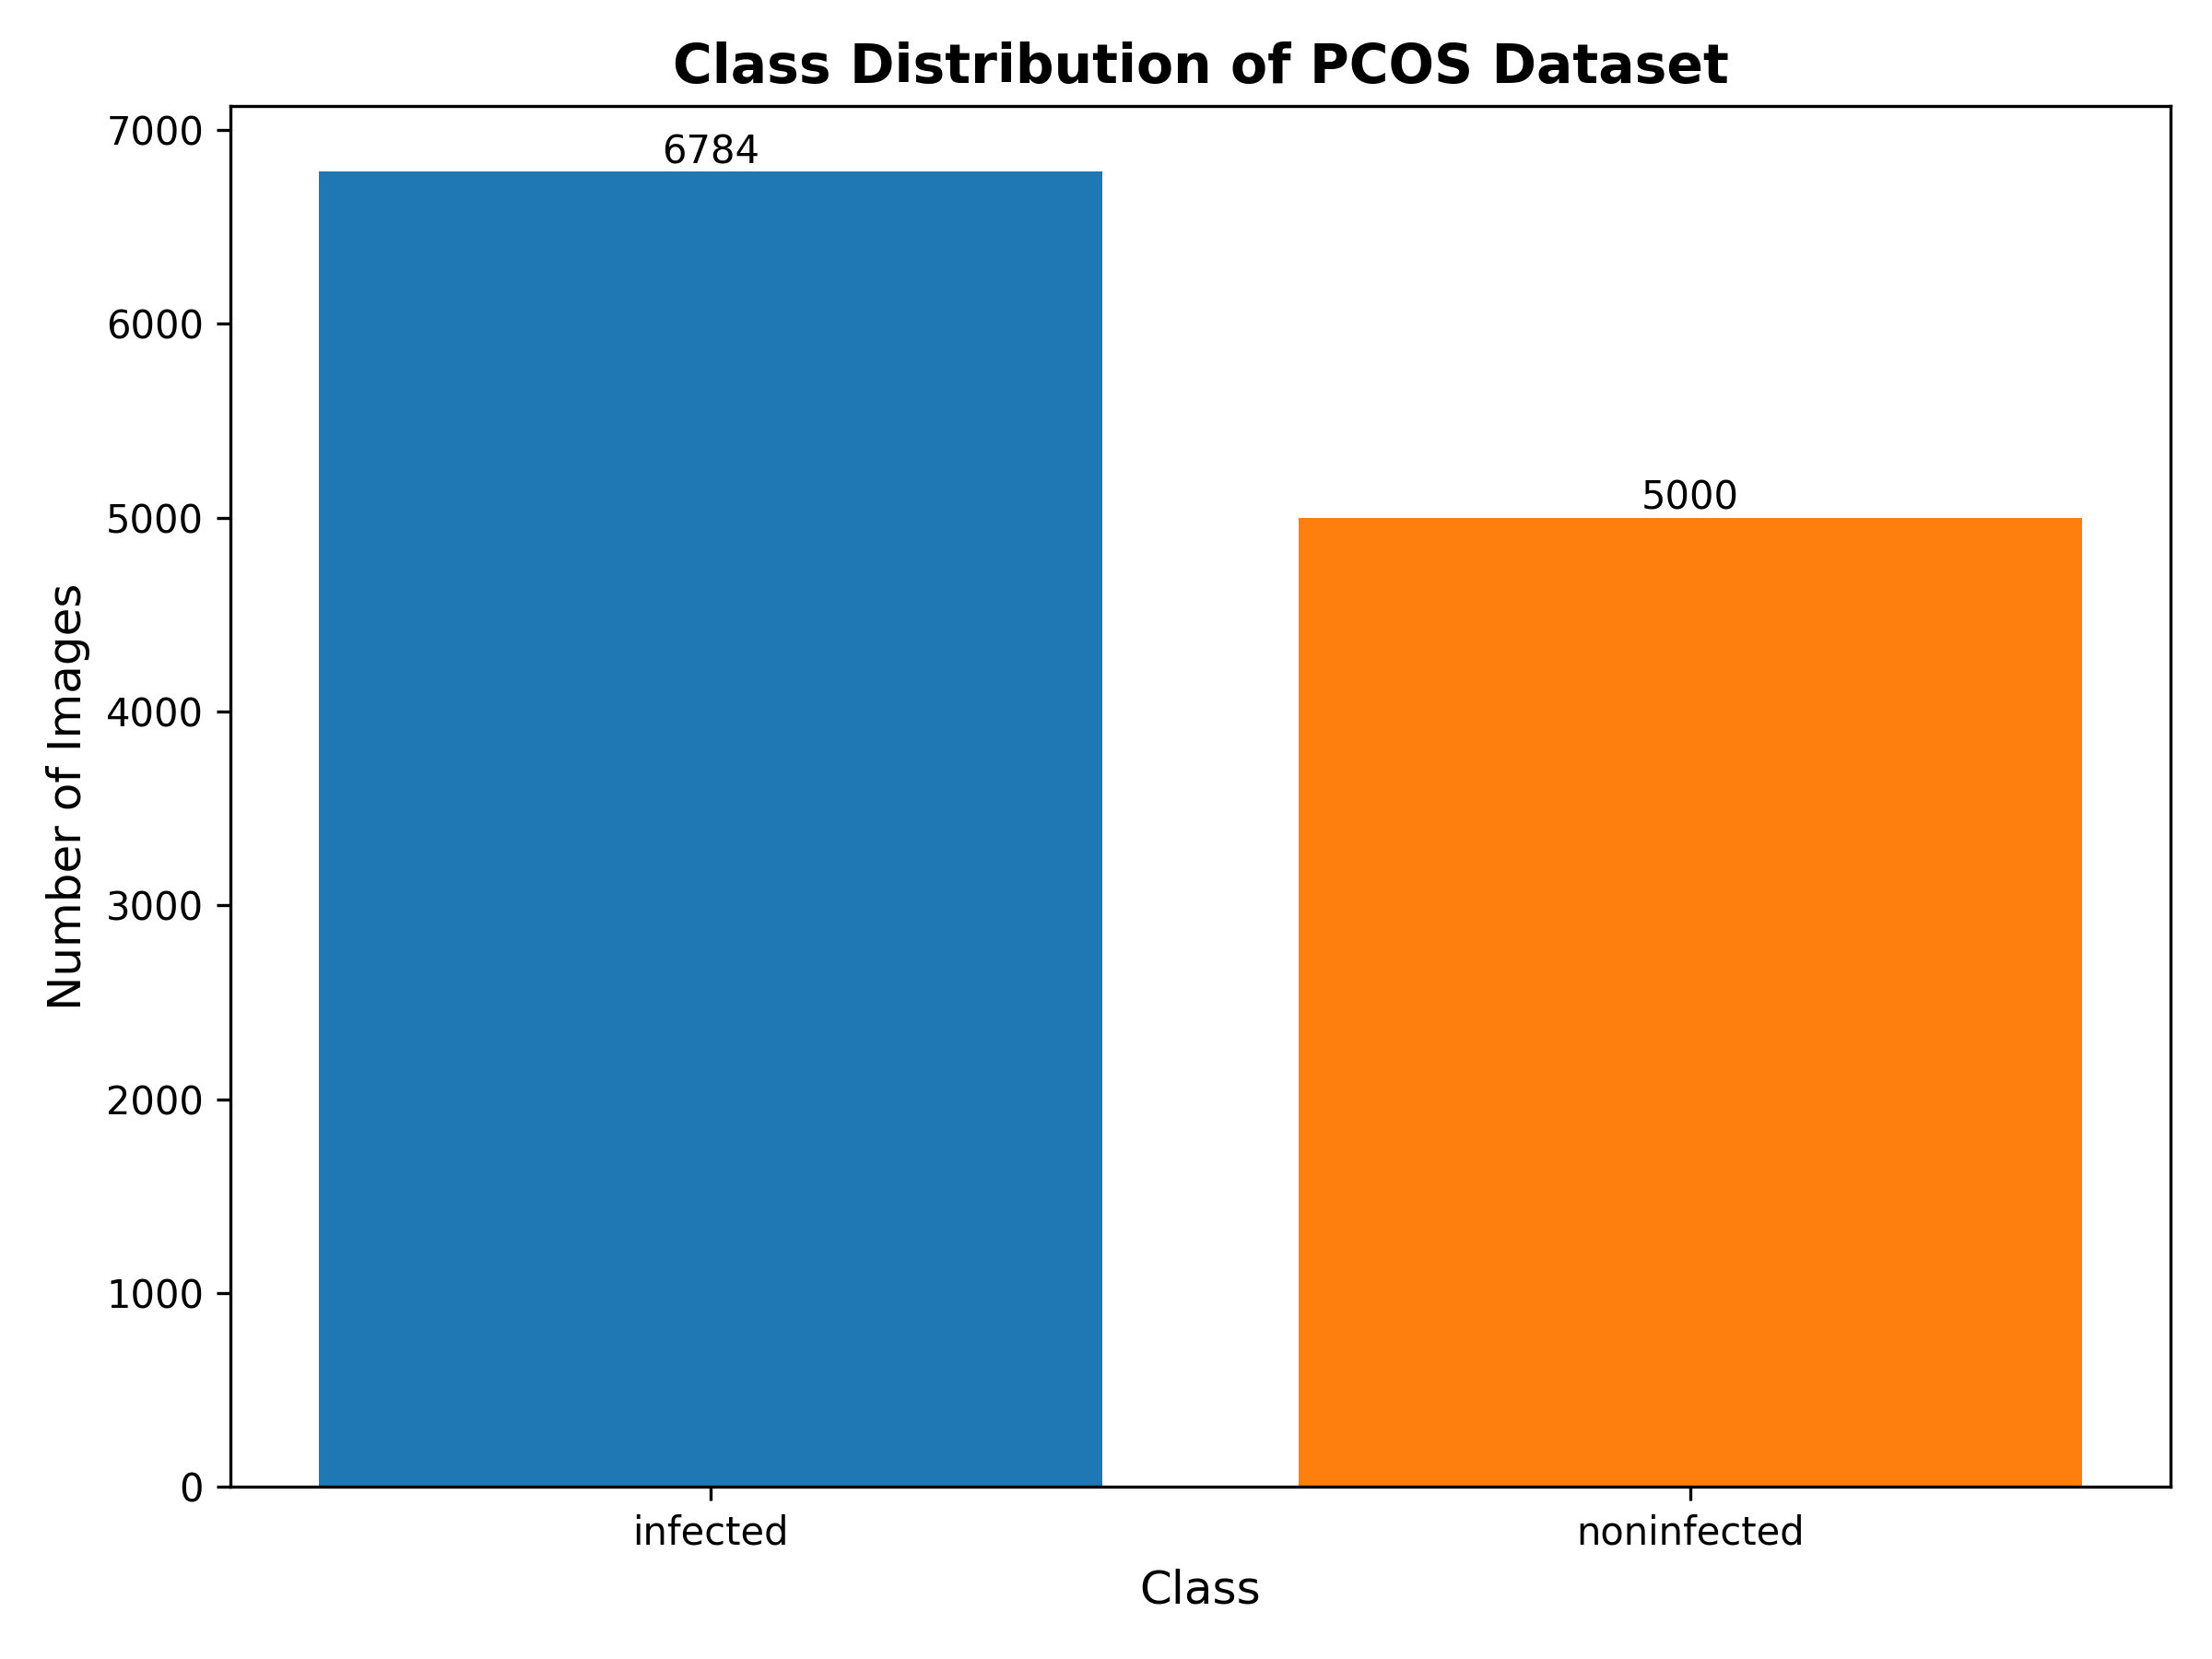 Class Distribution of PCOS Dataset
7000
6000
5000
4000
3000
2000
1000
0
Number of Images
6784
5000
infected
noninfected
Class